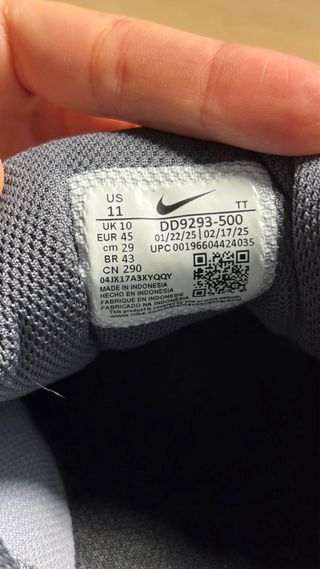 US
11
TT
UK 10
DD9293-500
EUR 45
01/22/25 | 02/17/25
cm 29
UPC 00196604424035
BR 43
CN 290
04JX17A3XYQQY
MADE IN INDONESIA
HECHO EN INDONESIA
FABRIQUE EN INDONESIE
FABRICADO NA INDONESIA